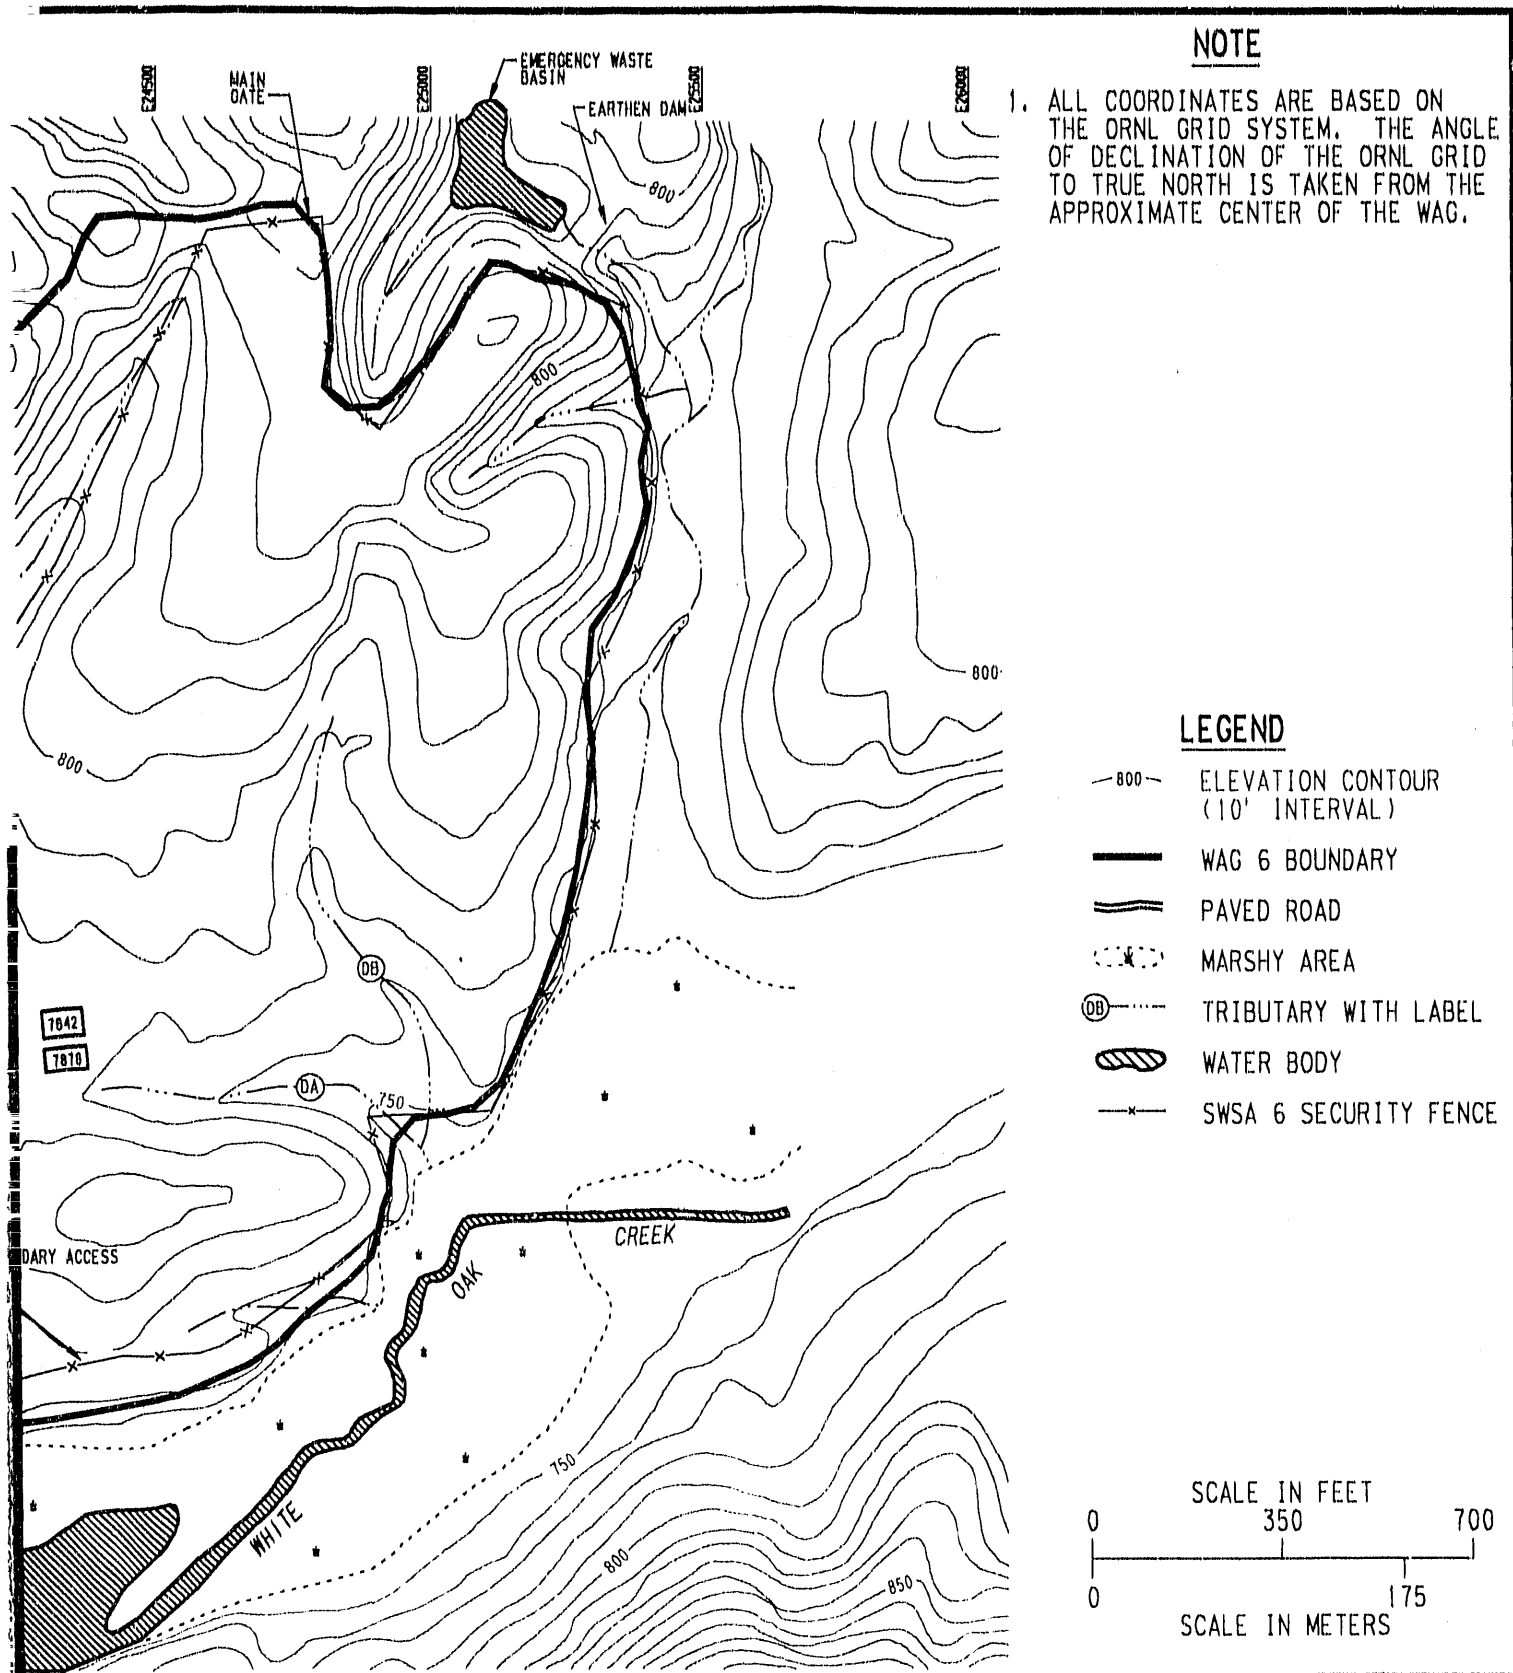 NOTE
1. ALL COORDINATES ARE BASED ON
THE ORNL GRID SYSTEM. THE ANGLE
OF DECLINATION OF THE ORNL GRID
TO TRUE NORTH IS TAKEN FROM THE
APPROXIMATE CENTER OF THE WAG.
E24500
E25000
E25500
E26000
MAIN
GATE
EMERGENCY WASTE
BASIN
EARTHEN DAM
800
800
800
800
DB
7842
7810
DA
750
DARY ACCESS
CREEK
OAK
WHITE
750
800
850
LEGEND
800 ELEVATION CONTOUR
(10' INTERVAL)
WAG 6 BOUNDARY
PAVED ROAD
MARSHY AREA
DB TRIBUTARY WITH LABEL
WATER BODY
SWSA 6 SECURITY FENCE
SCALE IN FEET
0 350 700
0 175
SCALE IN METERS